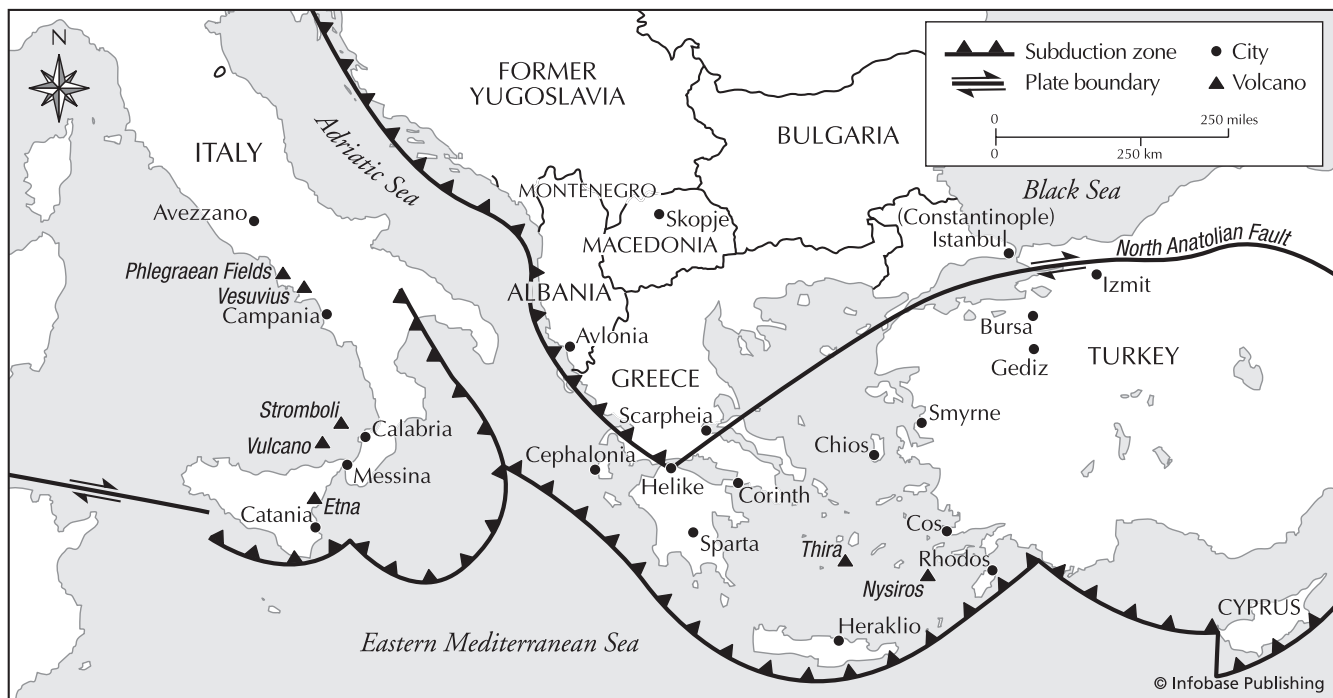 N
Subduction zone
City
Plate boundary
Volcano
0
250 miles
0
250 km
FORMER
YUGOSLAVIA
BULGARIA
ITALY
Adriatic Sea
Black Sea
MONTENEGRO
Skopje
MACEDONIA
(Constantinople)
Istanbul
North Anatolian Fault
Avezzano
Phlegraean Fields
Vesuvius
Campania
ALBANIA
Izmit
Bursa
Avlónia
Gediz
TURKEY
GREECE
Stromboli
Scarpheia
Smyrne
Vulcano
Calabria
Chios
Cephalonia
Messina
Helike
Corinth
Etna
Catania
Cos
Sparta
Thira
Rhodos
Nysiros
CYPRUS
Heraklio
Eastern Mediterranean Sea
© Infobase Publishing